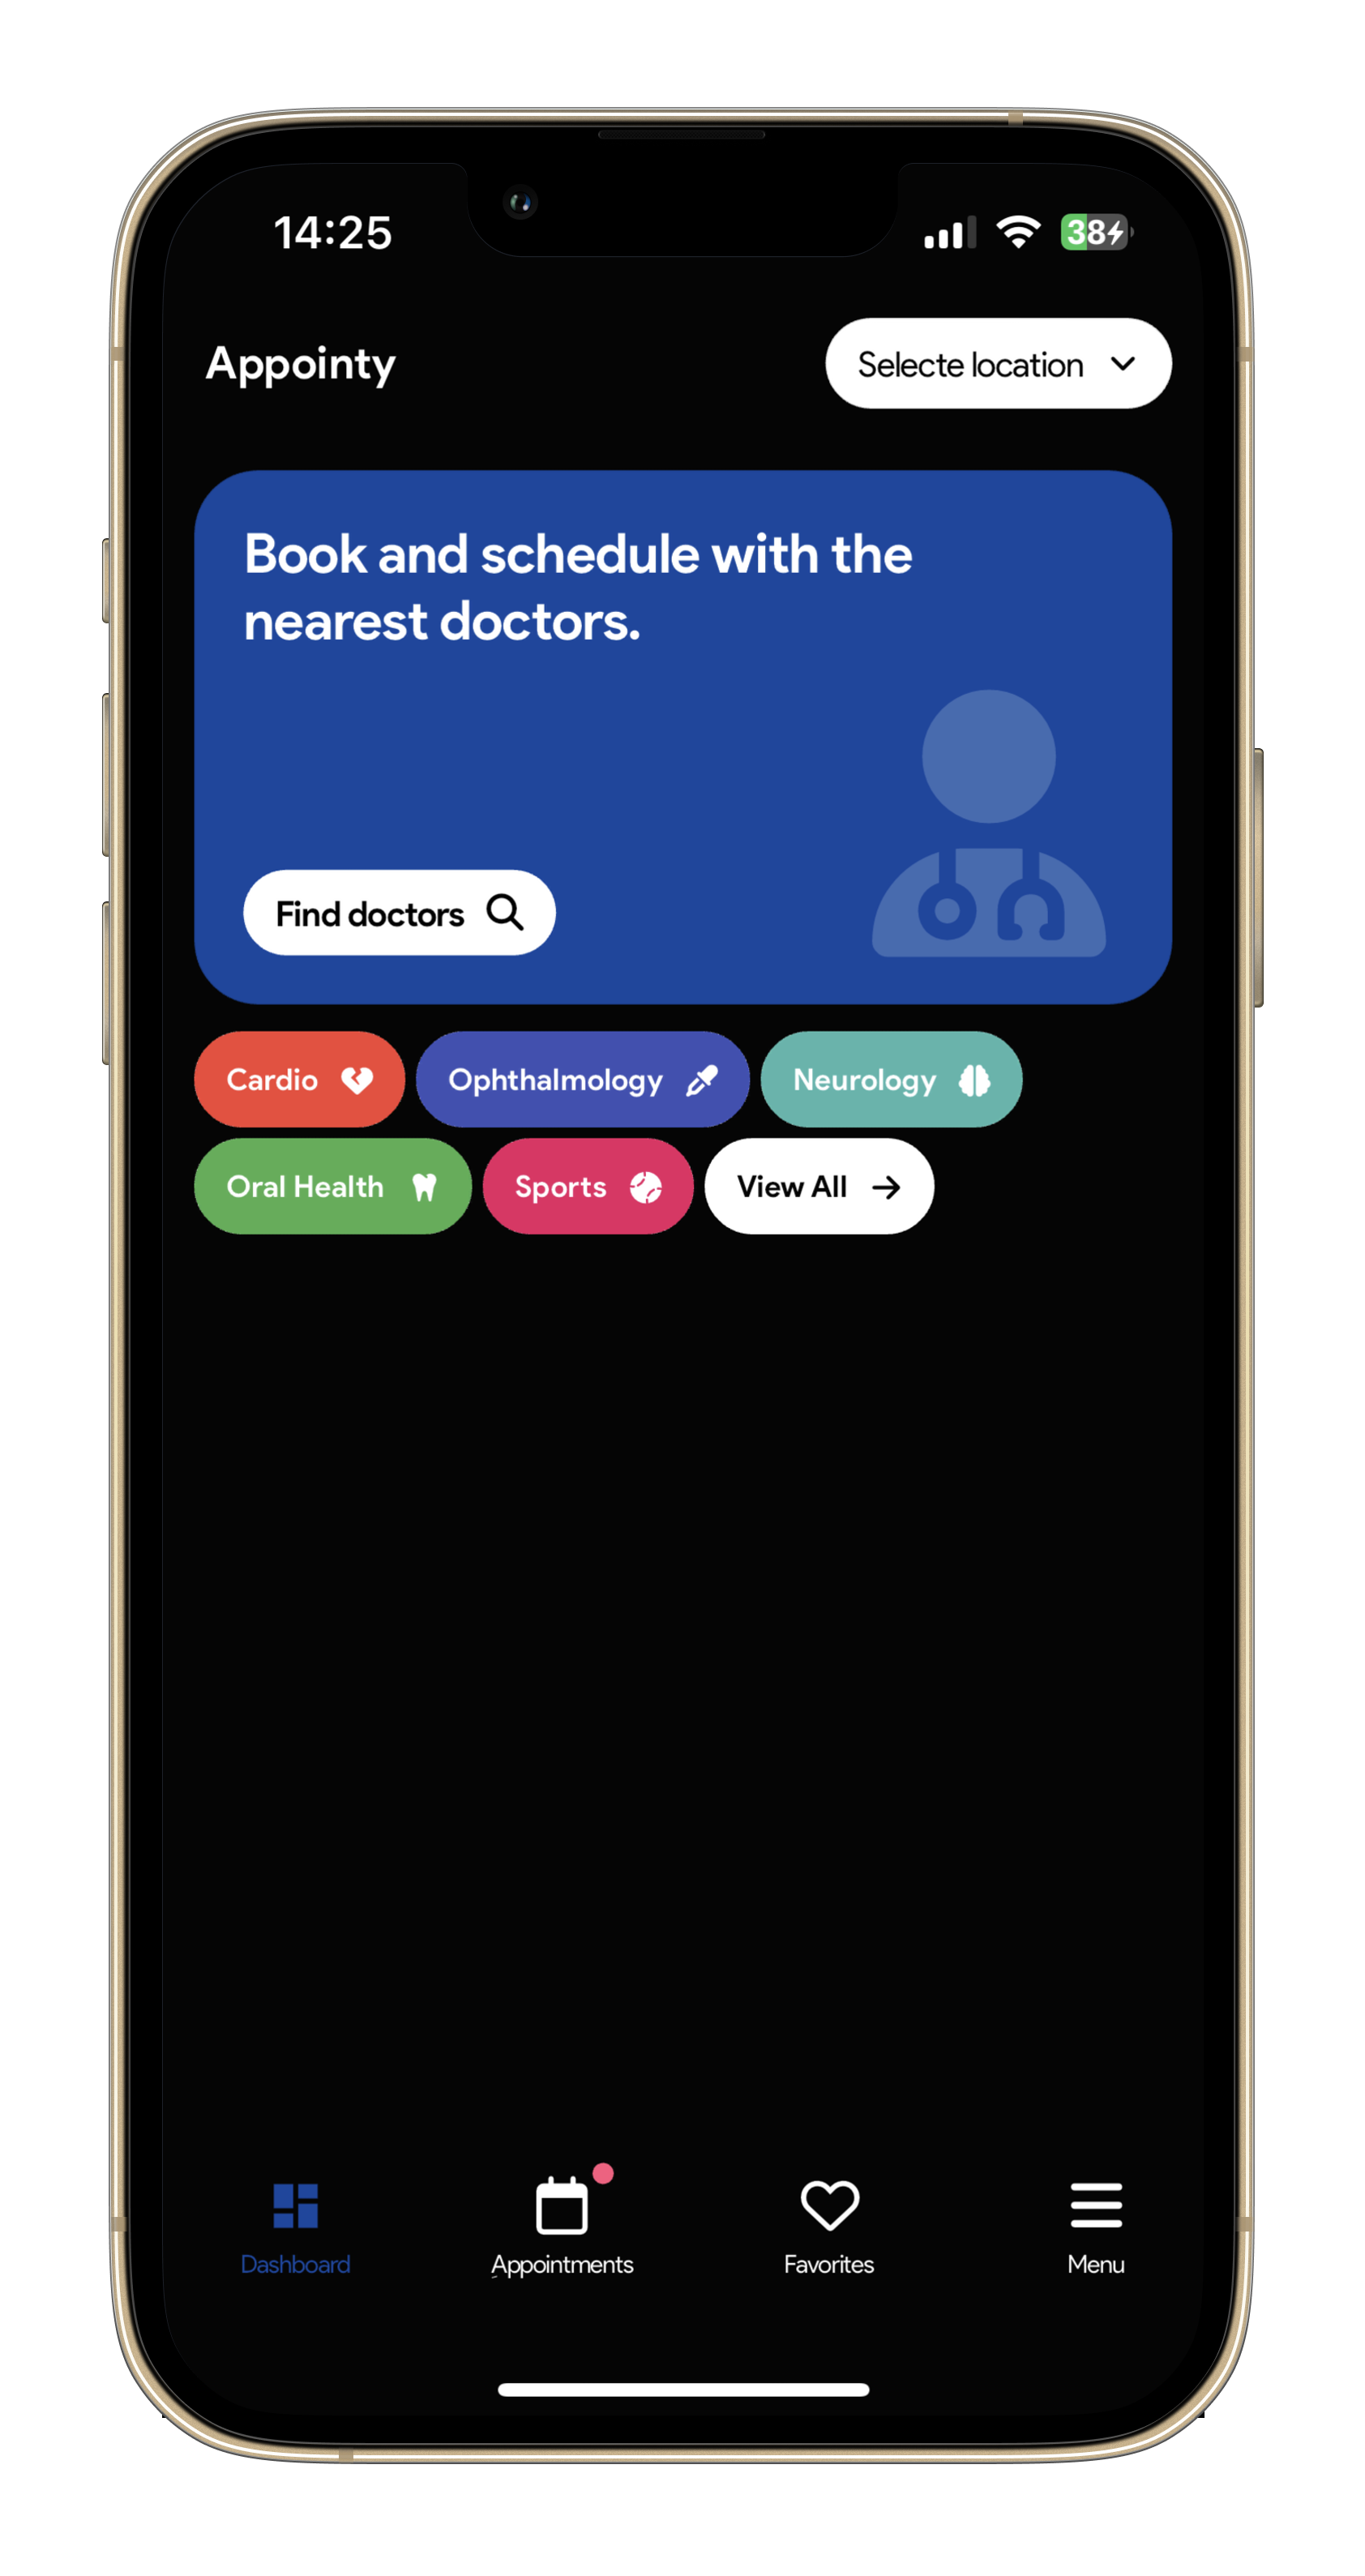 14:25
38
Appointy
Selecte location
Book and schedule with the
nearest doctors.
Find doctors
Cardio
Ophthalmology
Neurology
Oral Health
Sports
View All
Dashboard
Appointments
Favorites
Menu